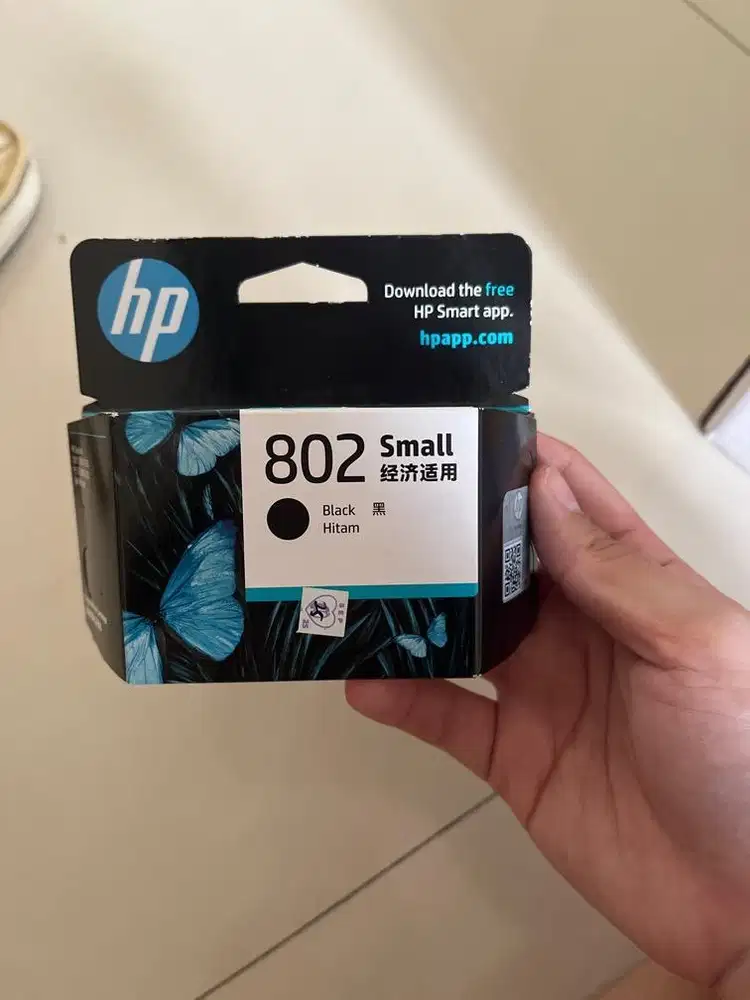 hp
Download the free
HP Smart app.
hpapp.com
802 Small
经济适用
Black 黑
Hitam